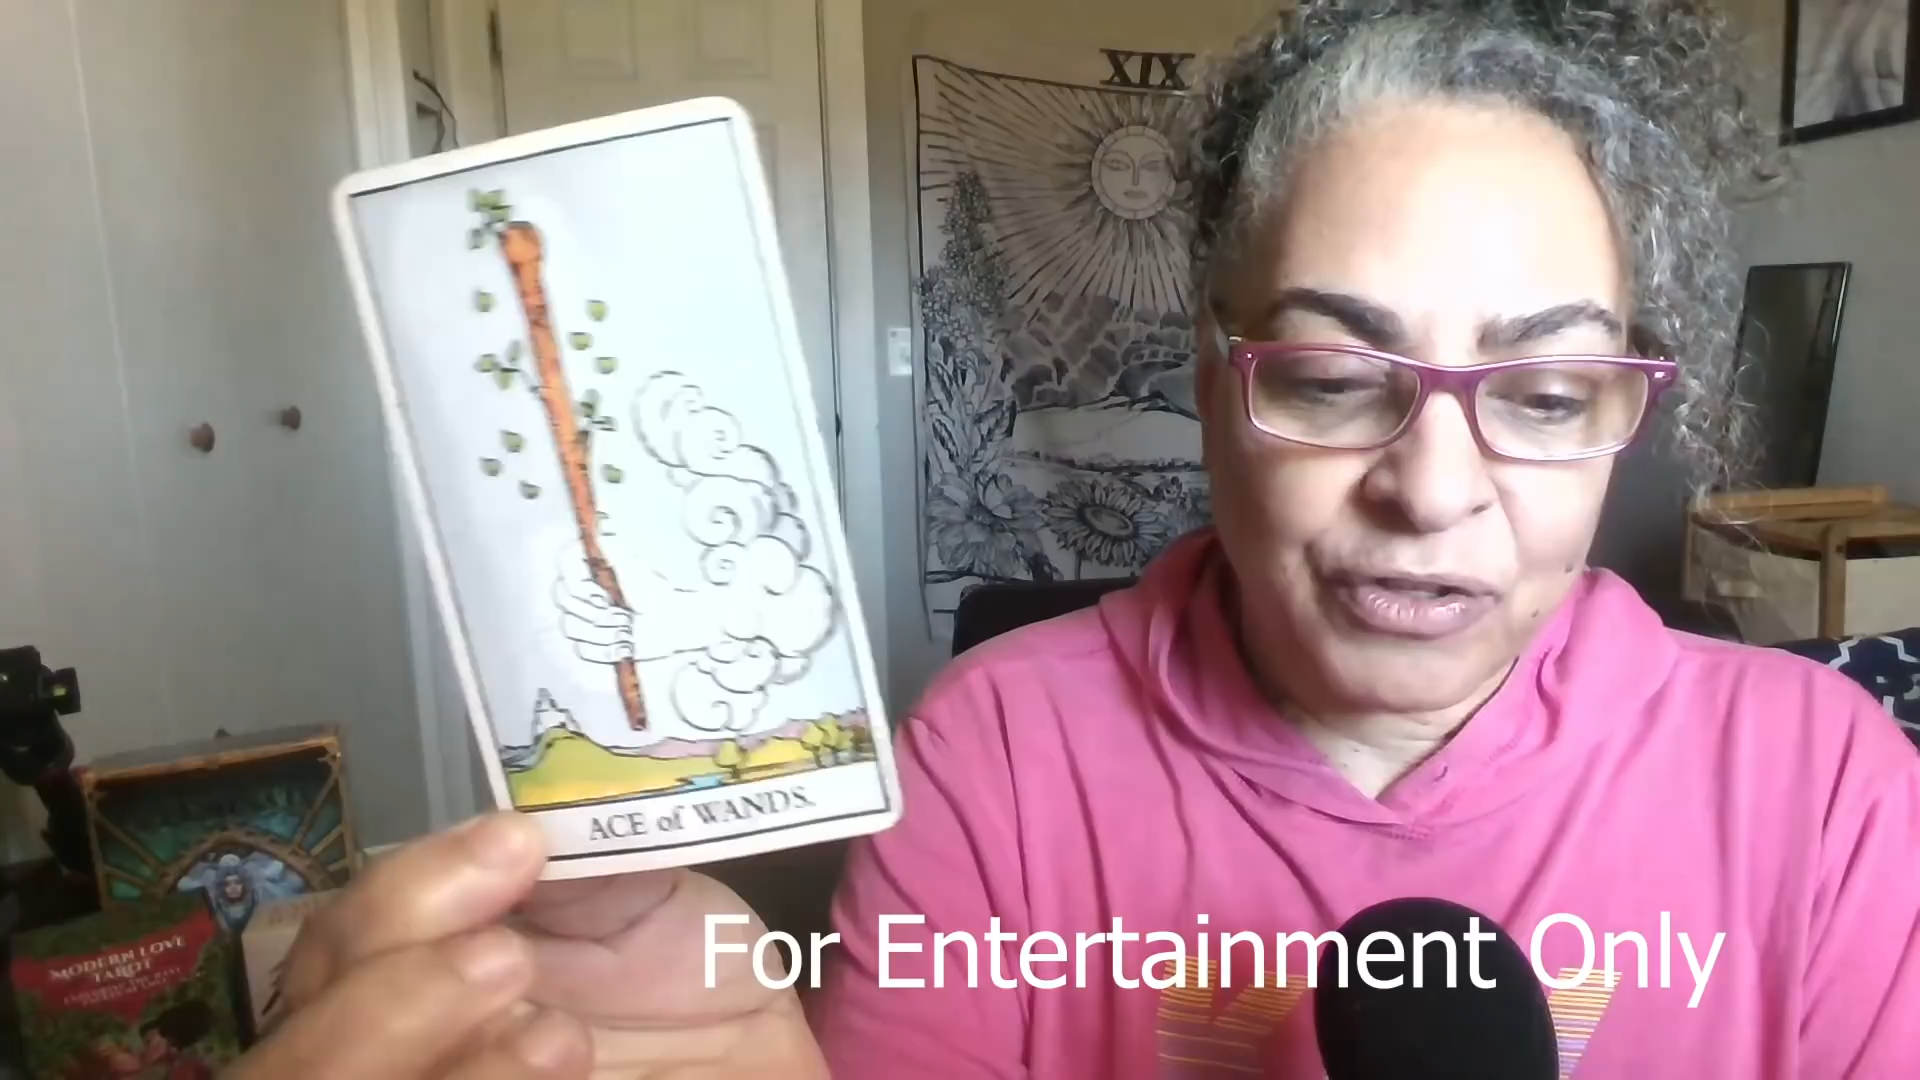 XIX
ACE of WANDS.
MODERN LOVE
TAROT
For Entertainment Only